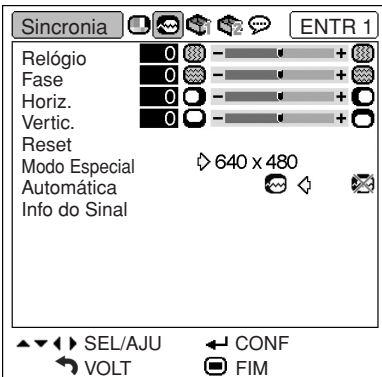 Sincronia ENTR 1
Relógio 0 - +
Fase 0 - +
Horiz. 0 - +
Vertic. 0 - +
Reset
Modo Especial 640 x 480
Automática
Info do Sinal
SEL/AJU CONF
VOLT FIM